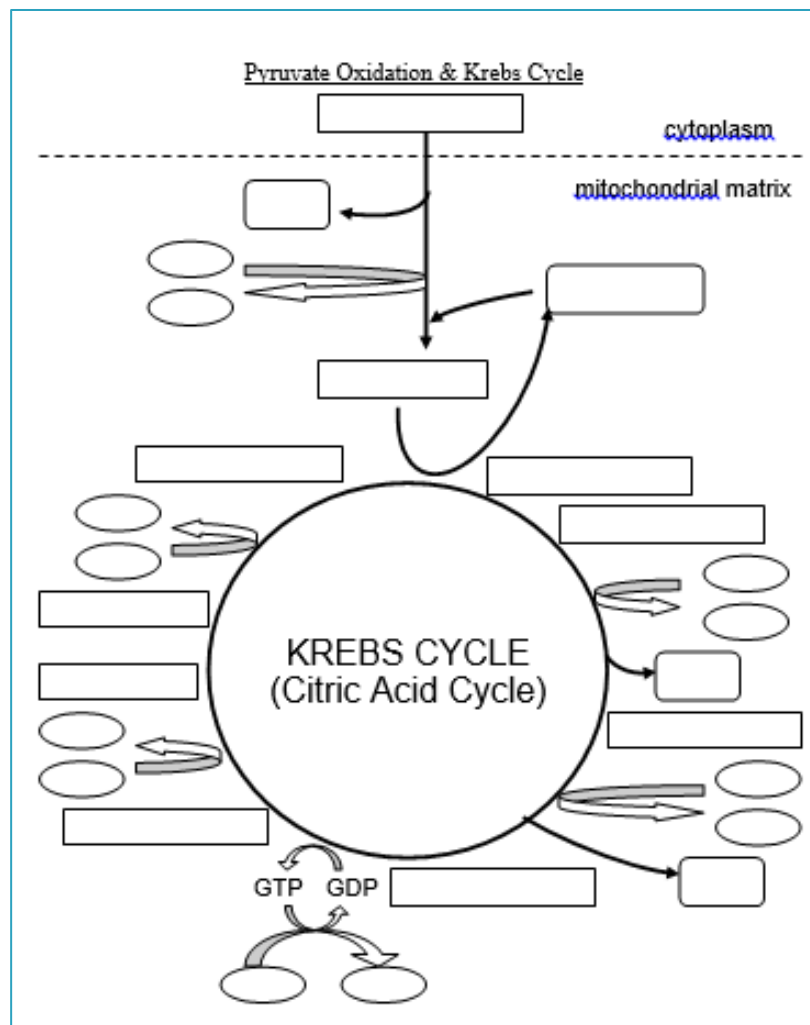 Pyruvate Oxidation & Krebs Cycle
cytoplasm
mitochondrial matrix
KREBS CYCLE
(Citric Acid Cycle)
GTP GDP